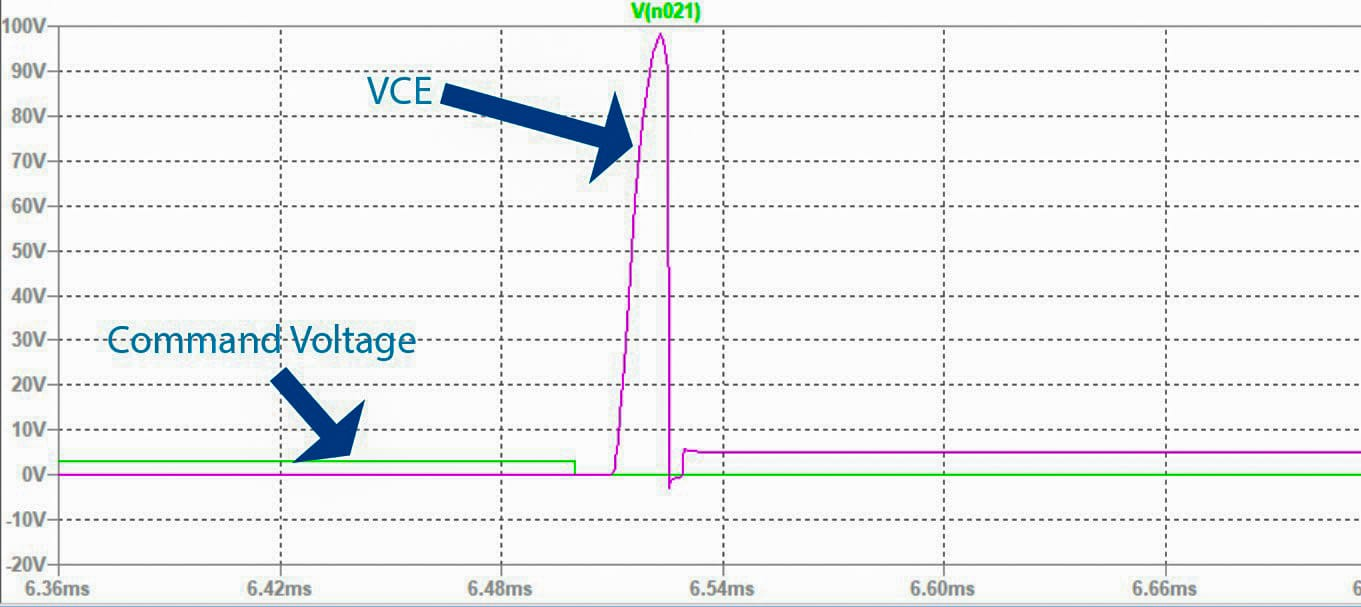 V(n021)
100V
90V
80V
70V
60V
50V
40V
30V
20V
10V
0V
-10V
-20V
VCE
Command Voltage
6.36ms
6.42ms
6.48ms
6.54ms
6.60ms
6.66ms